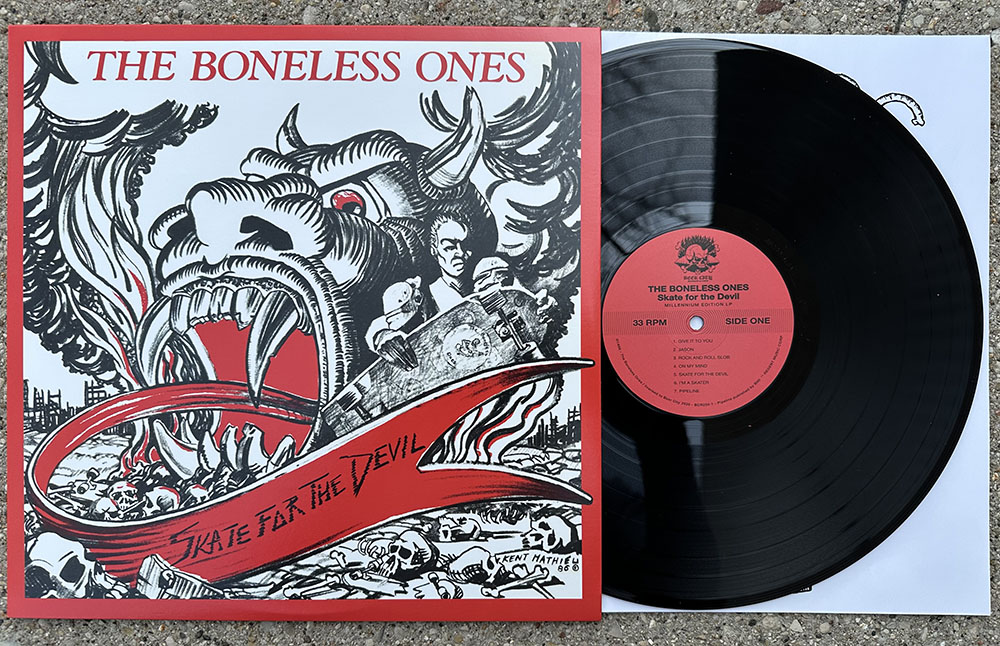 THE BONELESS ONES
SKATE FOR THE DEVIL
KENT MATHIEU
86 ©
BECK CITY
THE BONELESS ONES
Skate for the Devil
MILLENNIUM EDITION LP
33 RPM
SIDE ONE
1. GIVE IT TO YOU
2. JASON
3. ROCK AND ROLL SLOB
4. ON MY MIND
5. SKATE FOR THE DEVIL
6. I'M A SKATER
7. PIPELINE